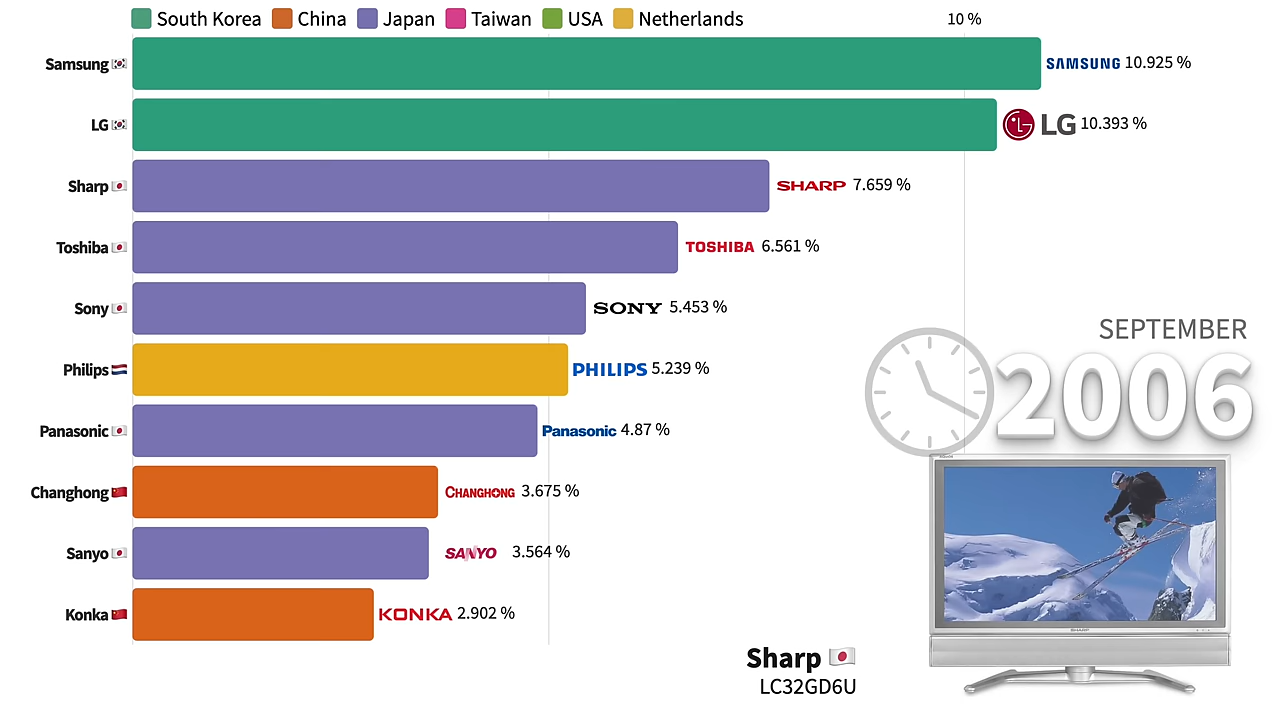 South Korea China Japan Taiwan USA Netherlands 10 %
Samsung SAMSUNG 10.925 %
LG LG 10.393 %
Sharp SHARP 7.659 %
Toshiba TOSHIBA 6.561 %
Sony SONY 5.453 %
Philips PHILIPS 5.239 %
Panasonic Panasonic 4.87 %
Changhong CHANGHONG 3.675 %
Sanyo SANYO 3.564 %
Konka KONKA 2.902 %
SEPTEMBER
2006
SHARP
Sharp
LC32GD6U